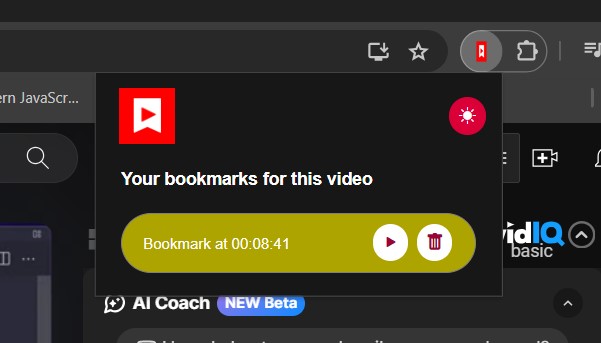 ern JavaScr...
Your bookmarks for this video
Bookmark at 00:08:41
vidIQ
basic
AI Coach NEW Beta